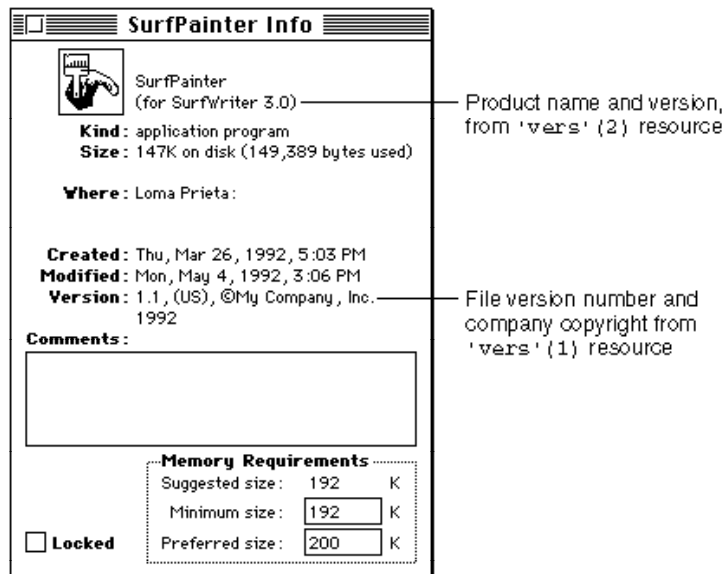 SurfPainter Info
SurfPainter
(for SurfWriter 3.0)
Product name and version,
from 'vers' (2) resource
Kind: application program
Size: 147K on disk (149,389 bytes used)
Where: Loma Prieta:
Created: Thu, Mar 26, 1992, 5:03 PM
Modified: Mon, May 4, 1992, 3:06 PM
Version: 1.1, (US), ©My Company, Inc.
1992
File version number and
company copyright from
'vers' (1) resource
Comments:
Memory Requirements
Suggested size: 192 K
Minimum size: 192 K
Locked
Preferred size: 200 K